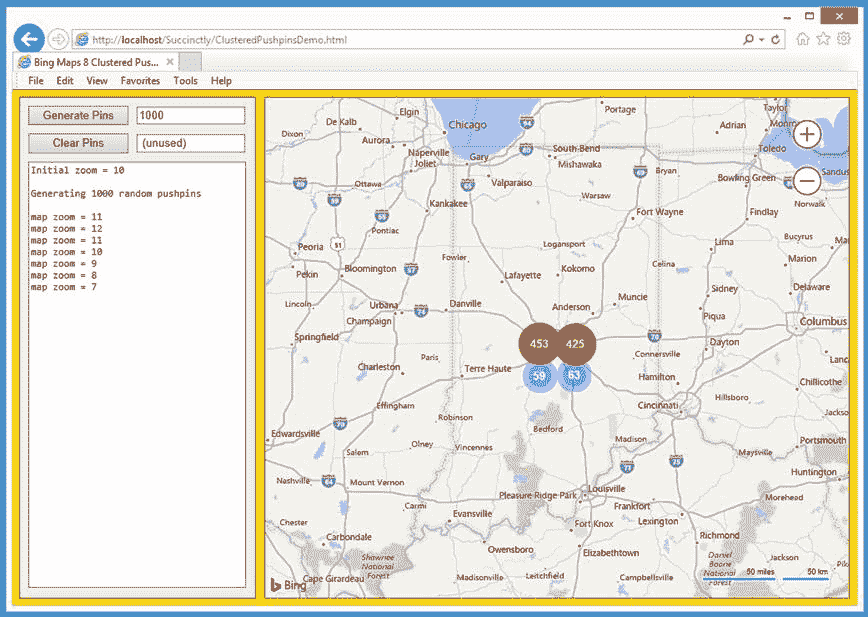 http://localhost/Succinctly/ClusteredPushpinsDemo.html
Bing Maps 8 Clustered Pus...
File Edit View Favorites Tools Help
Generate Pins 1000
Clear Pins (unused)
Initial zoom = 10
Generating 1000 random pushpins
map zoom = 11
map zoom = 12
map zoom = 11
map zoom = 10
map zoom = 9
map zoom = 8
map zoom = 7
Portage
Taylor
Elgin
De Kalb
Chicago
Adrian
Monro
Dixon
Aurora
Naperville
Joliet
Gary
South Bend
Mishawaka
Toledo
Bryan
Bowling Green
Sandus
Ottawa
Valparaiso
Warsaw
Norwalk
Kankakee
Fort Wayne
Findlay
Pontiac
Peoria
Logansport
Lima
Bucyrus
Mar
Fowler
Kokomo
Celina
Marion
Pekin
Bloomington
Lafayette
Sidney
Delaware
Lincoln
Urbana
Danville
Anderson
Muncie
Piqua
Champaign
Columbus
Springfield
453
425
Dayton
Paris
Connersville
Lanc
Charleston
Terre Haute
59
63
Hamilton
Chillicothe
Effingham
Cincinnati
Hillsboro
Robinson
Bedford
Jackso
Edwardsville
Salem
Olney
Vincennes
Madison
Maysville
Portsmouth
Nashville
Mount Vernon
Louisville
Huntington
Carmi
Pleasure Ridge Park
Frankfort
Morehead
Chester
Evansville
Fort Knox
Lexington
Carbondale
Owensboro
Elizabethtown
Richmond
Shawnee
National
Forest
Daniel
Boone
National
Forest
Jackson
Pik
50 miles
50 km
Bing
Cape Girardeau
Madisonville
Leitchfield
Campbellsville